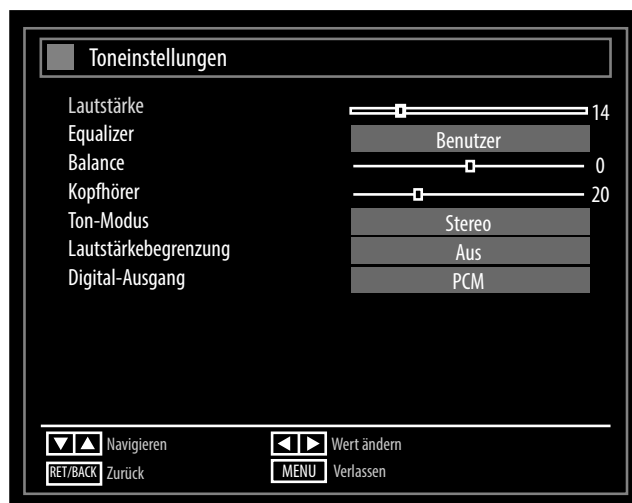 Toneinstellungen
Lautstärke 14
Equalizer Benutzer
Balance 0
Kopfhörer 20
Ton-Modus Stereo
Lautstärkebegrenzung Aus
Digital-Ausgang PCM
Navigieren Wert ändern
RET/BACK Zurück MENU Verlassen